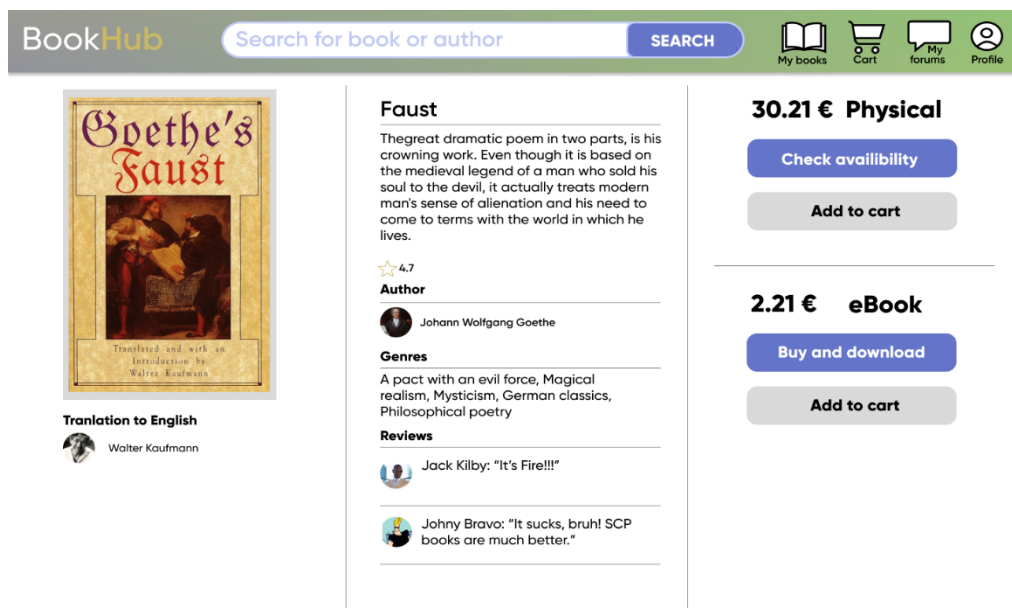 BookHub
Search for book or author
SEARCH
My books
Cart
My
forums
Profile
Goethe's
Faust
Translated and with an
Introduction by
Walter Kaufmann
Tranlation to English
Walter Kaufmann
Faust
Thegreat dramatic poem in two parts, is his
crowning work. Even though it is based on
the medieval legend of a man who sold his
soul to the devil, it actually treats modern
man's sense of alienation and his need to
come to terms with the world in which he
lives.
4.7
Author
Johann Wolfgang Goethe
Genres
A pact with an evil force, Magical
realism, Mysticism, German classics,
Philosophical poetry
Reviews
Jack Kilby: “It’s Fire!!!”
Johny Bravo: “It sucks, bruh! SCP
books are much better.”
30.21 € Physical
Check availibility
Add to cart
2.21 € eBook
Buy and download
Add to cart